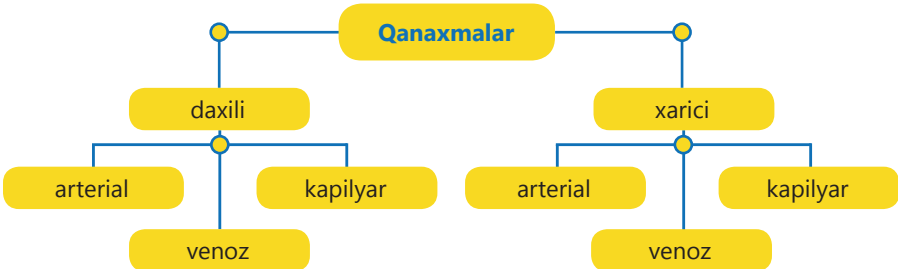 Qanaxmalar
daxili
xarici
arterial
kapilyar
arterial
kapilyar
venoz
venoz